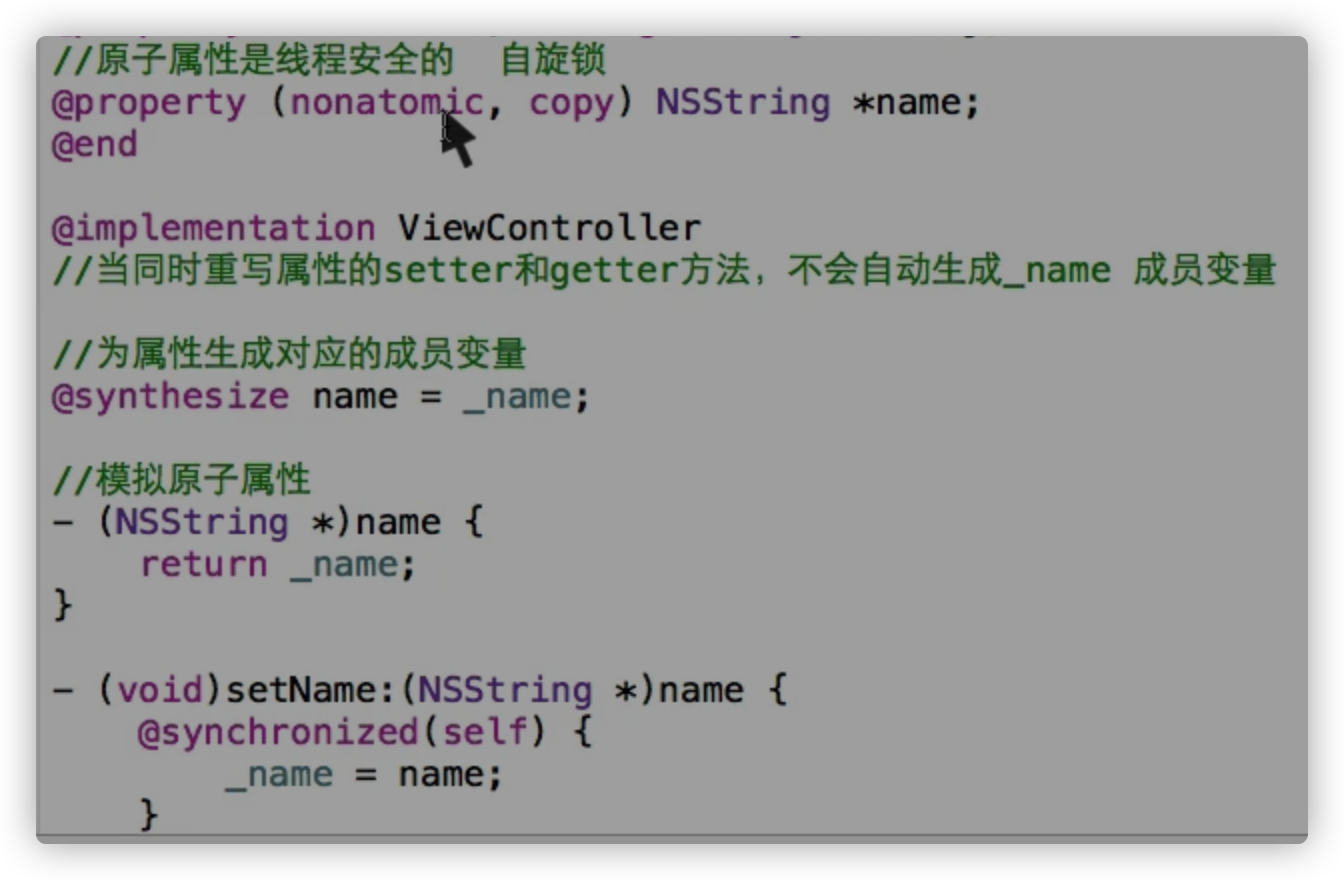 //原子属性是线程安全的  自旋锁
@property (nonatomic, copy) NSString *name;
@end
@implementation ViewController
//当同时重写属性的setter和getter方法，不会自动生成_name 成员变量
//为属性生成对应的成员变量
@synthesize name = _name;
//模拟原子属性
- (NSString *)name {
    return _name;
}
- (void)setName:(NSString *)name {
    @synchronized(self) {
        _name = name;
    }